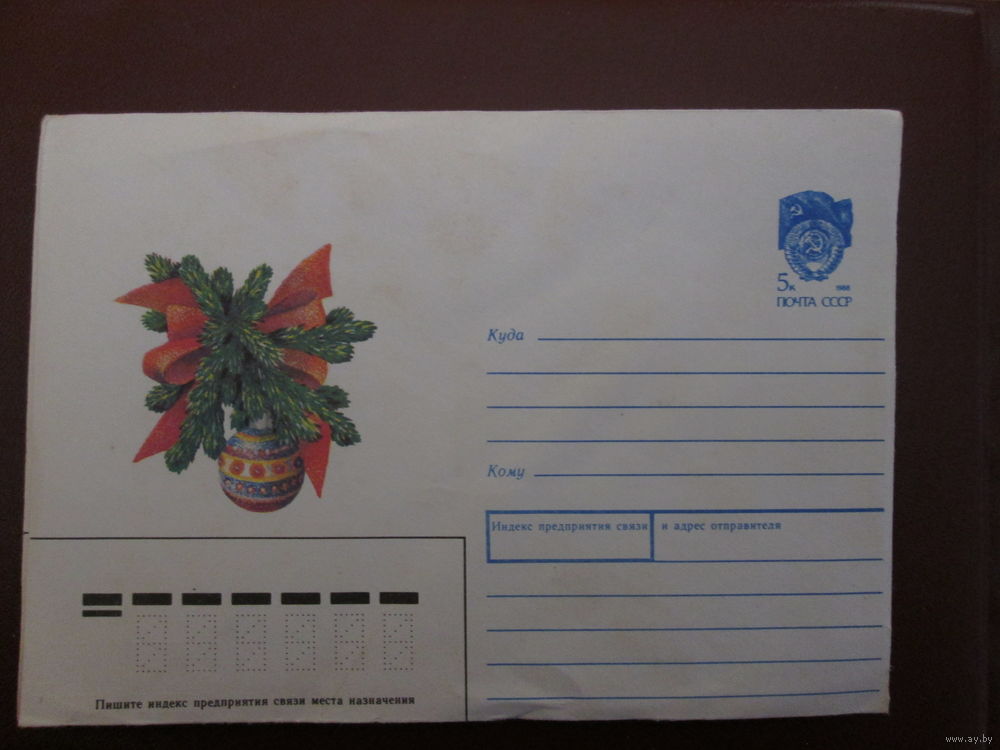 5к 1988
ПОЧТА СССР
Куда
Кому
Индекс предприятия связи и адрес отправителя
Пишите индекс предприятия связи места назначения
www.ay.by